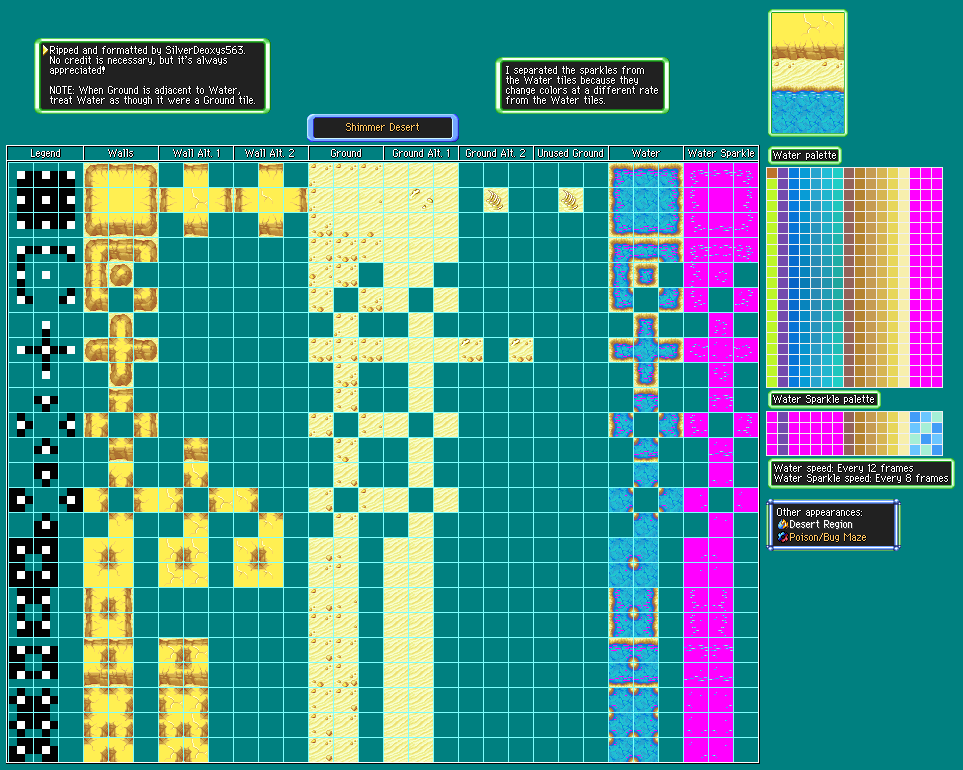 Ripped and formatted by SilverDeoxys563.
No credit is necessary, but it's always
appreciated!
NOTE: When Ground is adjacent to Water,
treat Water as though it were a Ground tile.
I separated the sparkles from
the Water tiles because they
change colors at a different rate
from the Water tiles.
Shimmer Desert
Legend
Walls
Wall Alt. 1
Wall Alt. 2
Ground
Ground Alt. 1
Ground Alt. 2
Unused Ground
Water
Water Sparkle
Water palette
Water Sparkle palette
Water speed: Every 12 frames
Water Sparkle speed: Every 8 frames
Other appearances:
Desert Region
Poison/Bug Maze